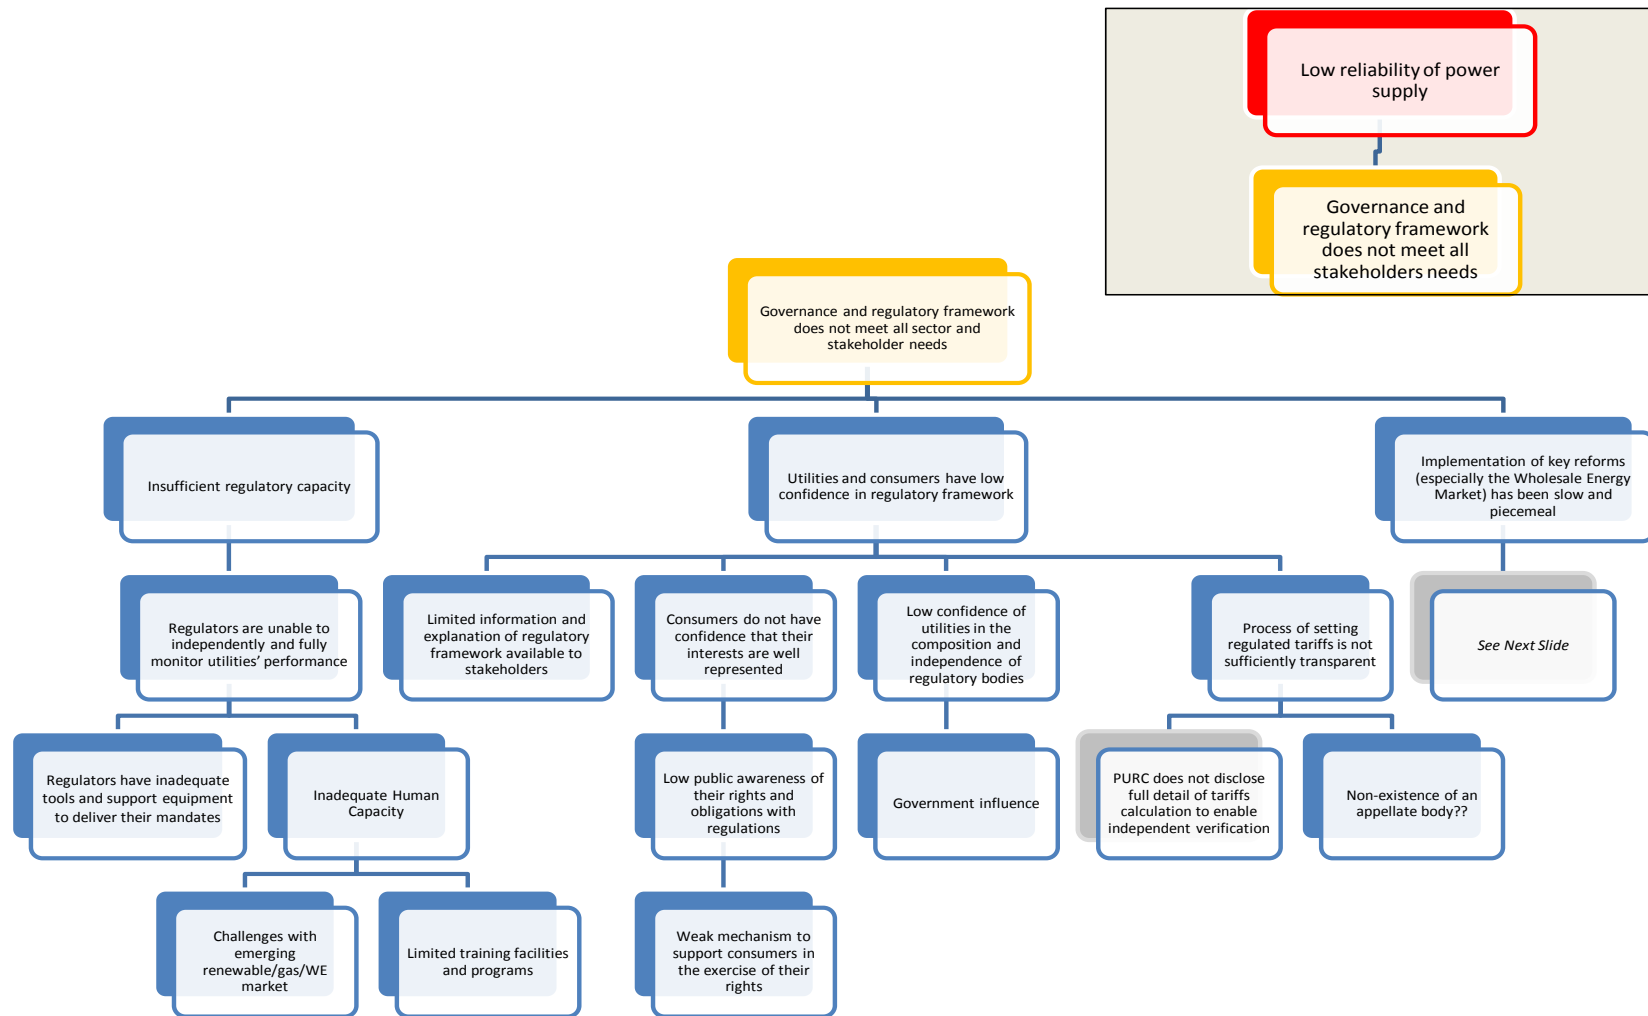 Low reliability of power
supply
Governance and
regulatory framework
does not meet all
stakeholders needs
Governance and regulatory framework
does not meet all sector and
stakeholder needs
Insufficient regulatory capacity
Utilities and consumers have low
confidence in regulatory framework
Implementation of key reforms
(especially the Wholesale Energy
Market) has been slow and
piecemeal
Regulators are unable to
independently and fully
monitor utilities’ performance
Limited information and
explanation of regulatory
framework available to
stakeholders
Consumers do not have
confidence that their
interests are well
represented
Low confidence of
utilities in the
composition and
independence of
regulatory bodies
Process of setting
regulated tariffs is not
sufficiently transparent
See Next Slide
Regulators have inadequate
tools and support equipment
to deliver their mandates
Inadequate Human
Capacity
Low public awareness of
their rights and
obligations with
regulations
Government influence
PURC does not disclose
full detail of tariffs
calculation to enable
independent verification
Non-existence of an
appellate body??
Challenges with
emerging
renewable/gas/WE
market
Limited training facilities
and programs
Weak mechanism to
support consumers in
the exercise of their
rights